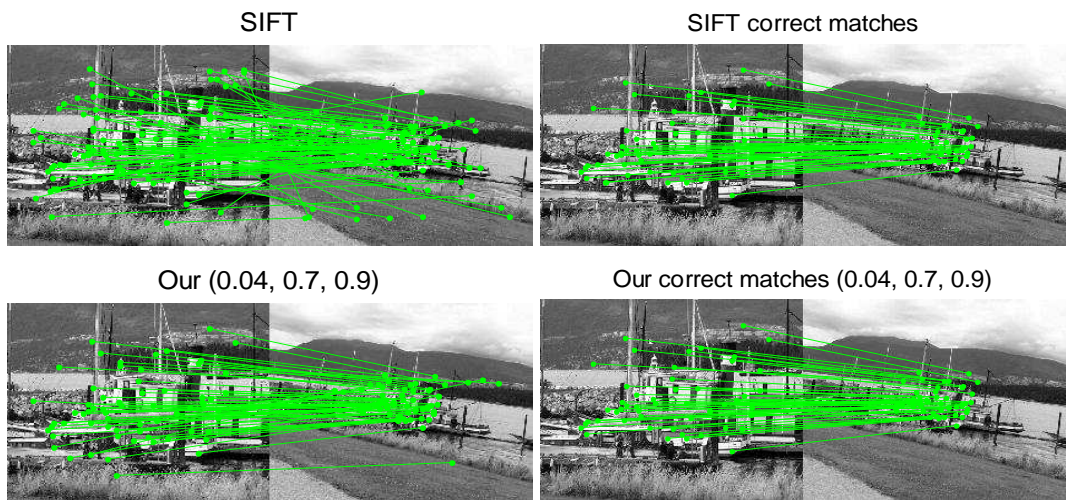 SIFT
SIFT correct matches
Our (0.04, 0.7, 0.9)
Our correct matches (0.04, 0.7, 0.9)